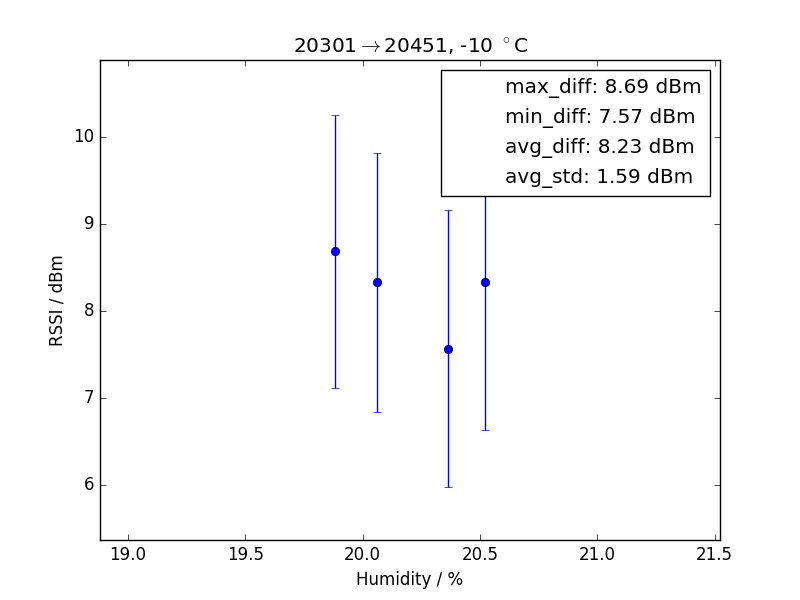 20301→20451, -10 °C
max_diff: 8.69 dBm
min_diff: 7.57 dBm
avg_diff: 8.23 dBm
avg_std: 1.59 dBm
RSSI / dBm
10
9
8
7
6
19.0 19.5 20.0 20.5 21.0 21.5
Humidity / %